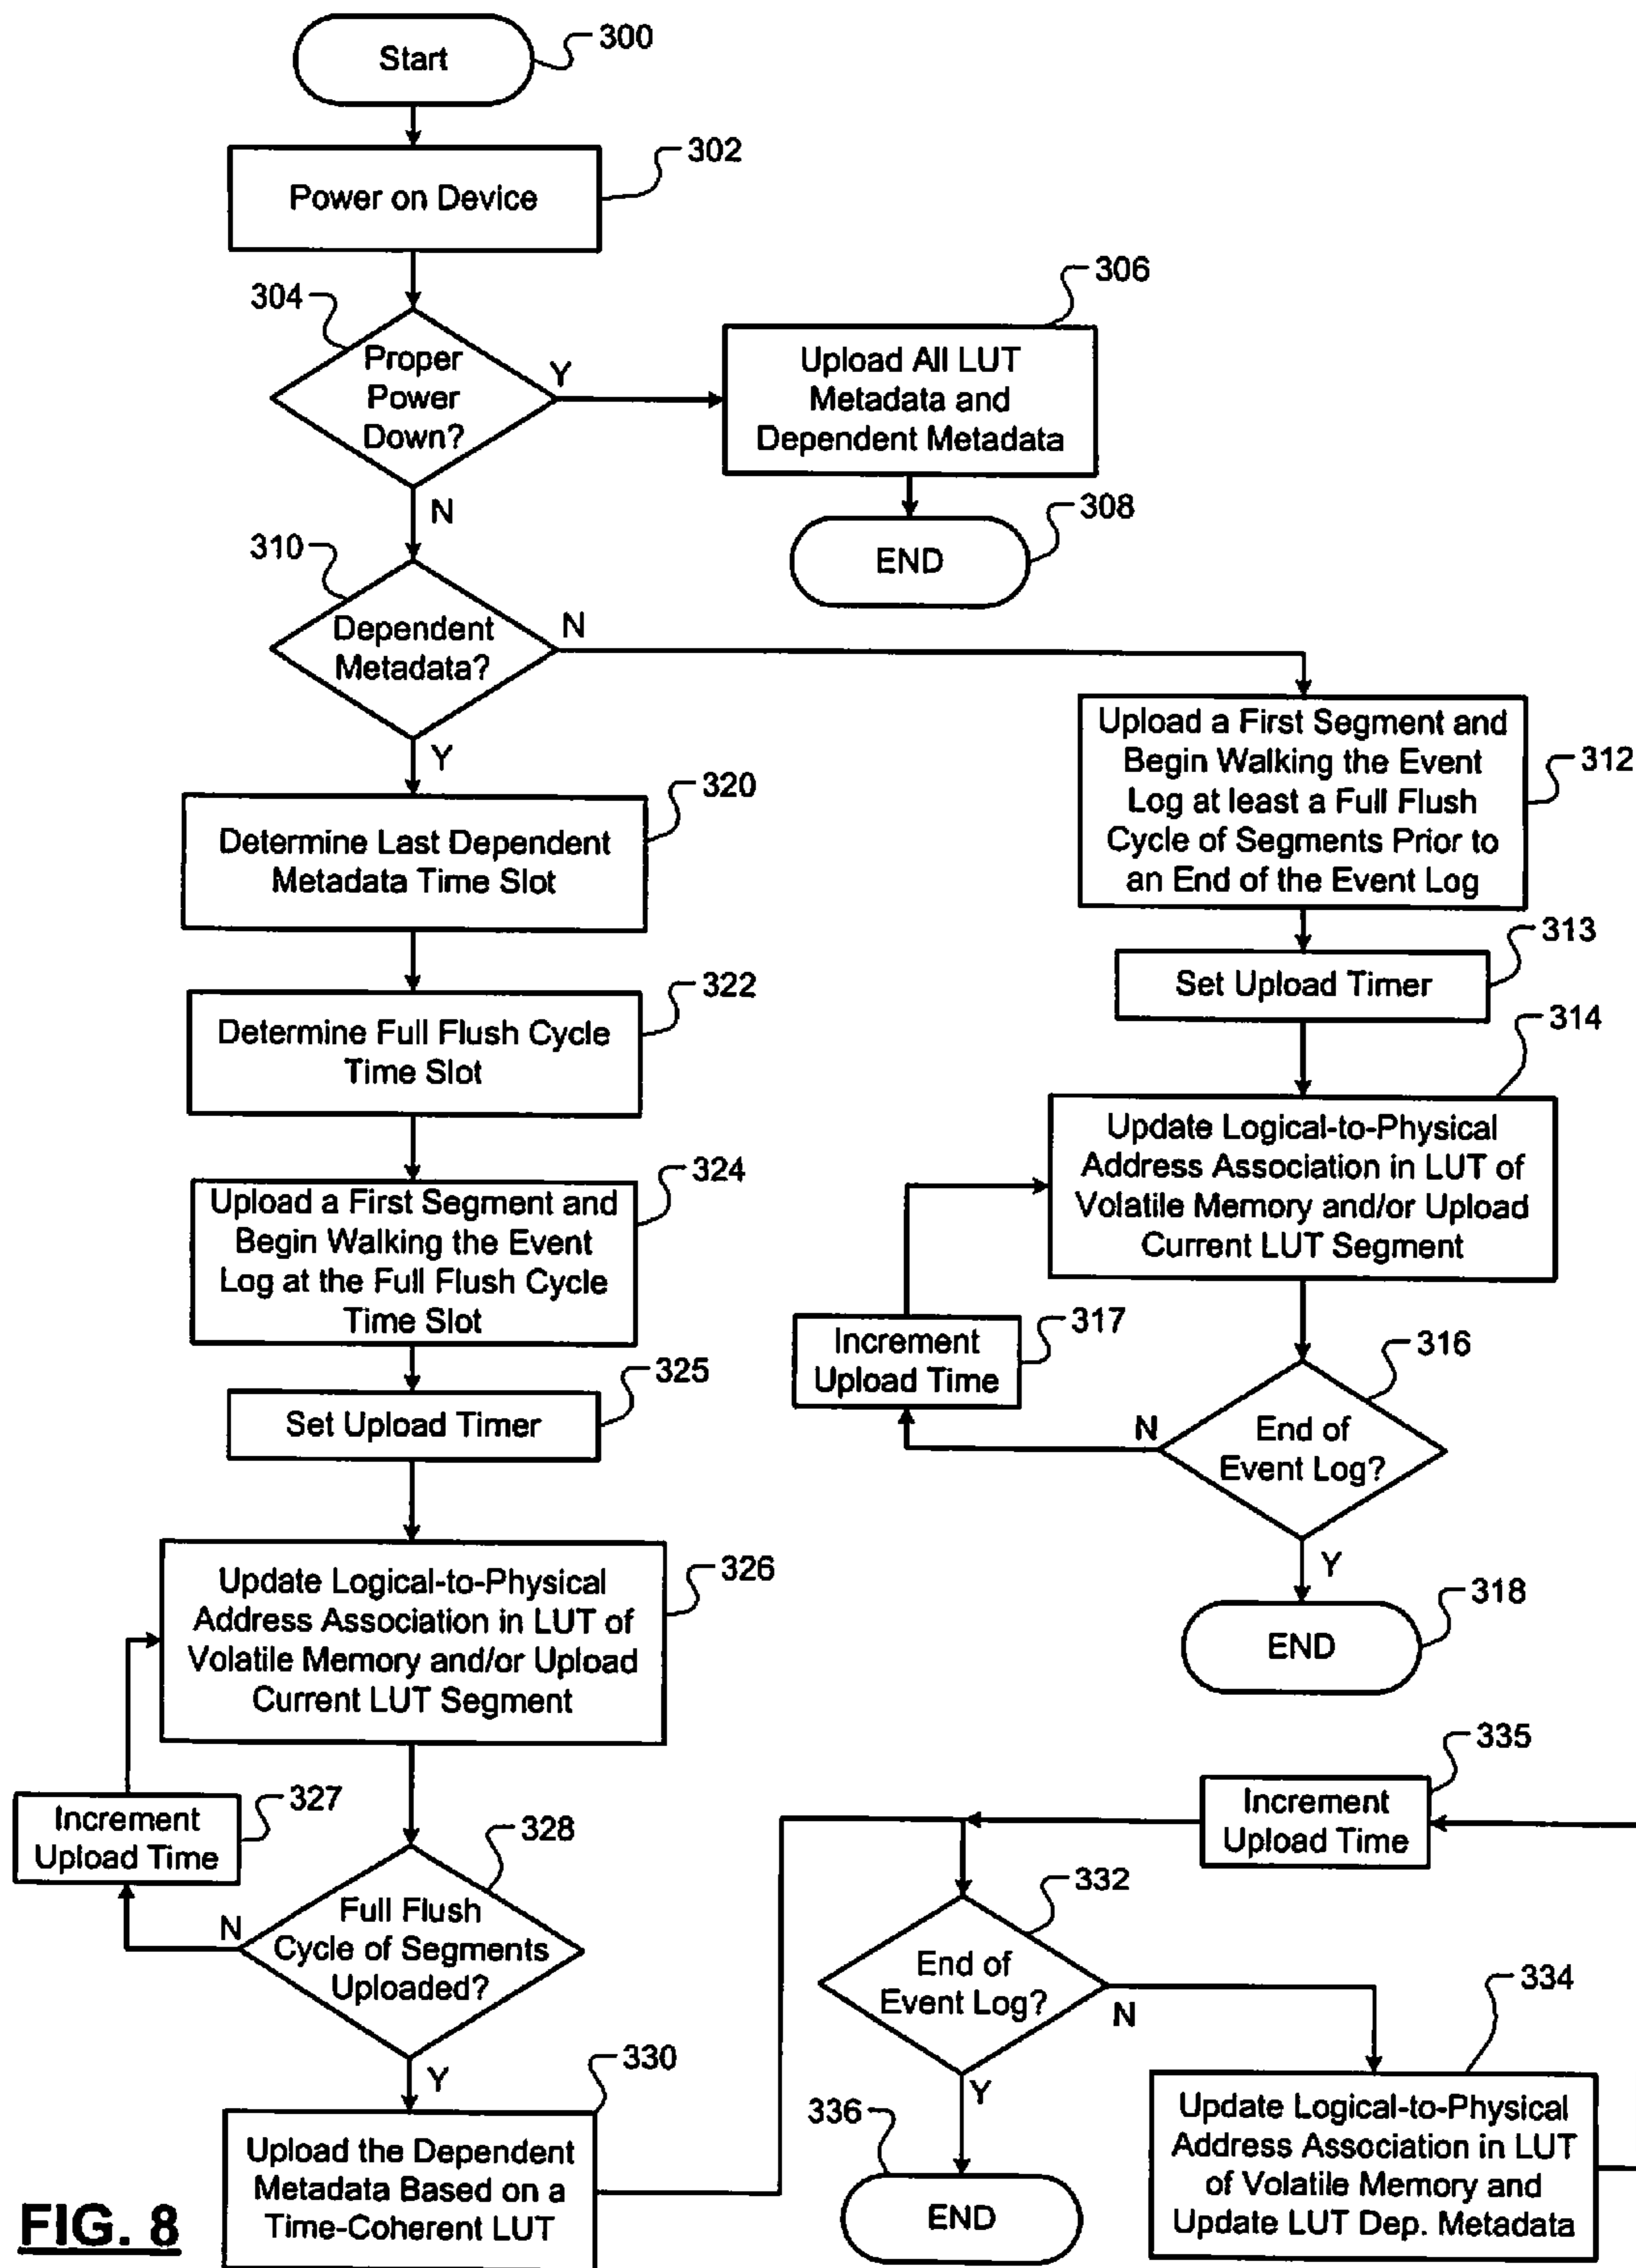 Start
300
Power on Device
302
304
Proper
Power
Down?
Y
N
Upload All LUT
Metadata and
Dependent Metadata
306
END
308
310
Dependent
Metadata?
N
Y
Upload a First Segment and
Begin Walking the Event
Log at least a Full Flush
Cycle of Segments Prior to
an End of the Event Log
312
Set Upload Timer
313
Update Logical-to-Physical
Address Association in LUT of
Volatile Memory and/or Upload
Current LUT Segment
314
Increment
Upload Time
317
End of
Event Log?
316
N
Y
END
318
Determine Last Dependent
Metadata Time Slot
320
Determine Full Flush Cycle
Time Slot
322
Upload a First Segment and
Begin Walking the Event
Log at the Full Flush Cycle
Time Slot
324
Set Upload Timer
325
Update Logical-to-Physical
Address Association in LUT of
Volatile Memory and/or Upload
Current LUT Segment
326
Increment
Upload Time
327
Full Flush
Cycle of Segments
Uploaded?
328
N
Y
Upload the Dependent
Metadata Based on a
Time-Coherent LUT
330
Increment
Upload Time
335
End of
Event Log?
332
N
Y
Update Logical-to-Physical
Address Association in LUT
of Volatile Memory and
Update LUT Dep. Metadata
334
336
END
FIG. 8